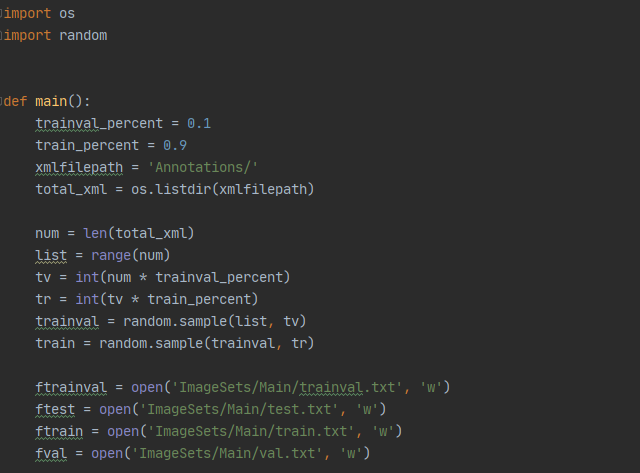 import os
import random
def main():
    trainval_percent = 0.1
    train_percent = 0.9
    xmlfilepath = 'Annotations/'
    total_xml = os.listdir(xmlfilepath)
    num = len(total_xml)
    list = range(num)
    tv = int(num * trainval_percent)
    tr = int(tv * train_percent)
    trainval = random.sample(list, tv)
    train = random.sample(trainval, tr)
    ftrainval = open('ImageSets/Main/trainval.txt', 'w')
    ftest = open('ImageSets/Main/test.txt', 'w')
    ftrain = open('ImageSets/Main/train.txt', 'w')
    fval = open('ImageSets/Main/val.txt', 'w')